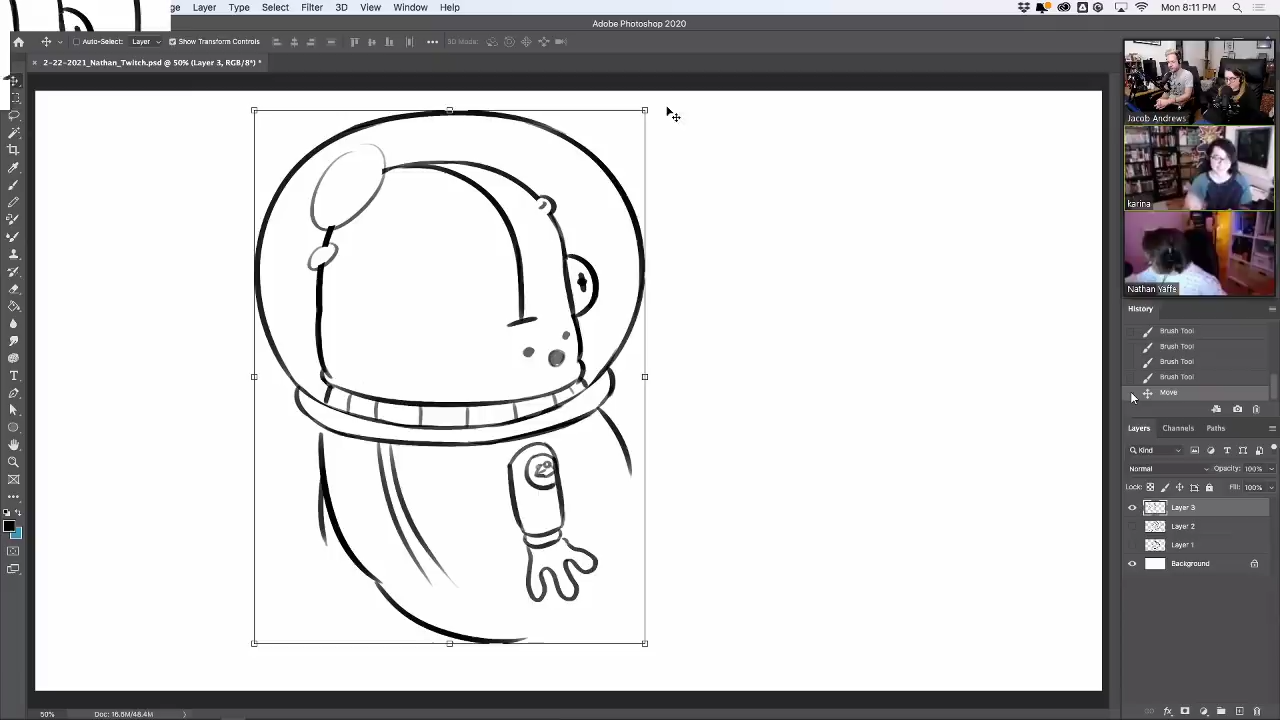 ge Layer Type Select Filter 3D View Window Help
Mon 8:11 PM
Adobe Photoshop 2020
Auto-Select: Layer Show Transform Controls
3D Mode:
2-22-2021_Nathan_Twitch.psd @ 50% (Layer 3, RGB/8*) *
Jacob Andrews
karina
Nathan Yaffe
History
Brush Tool
Brush Tool
Brush Tool
Brush Tool
Move
Layers Channels Paths
Kind
Normal Opacity: 100%
Lock: Fill: 100%
Layer 3
Layer 2
Layer 1
Background
50% Doc: 16.5M/48.4M